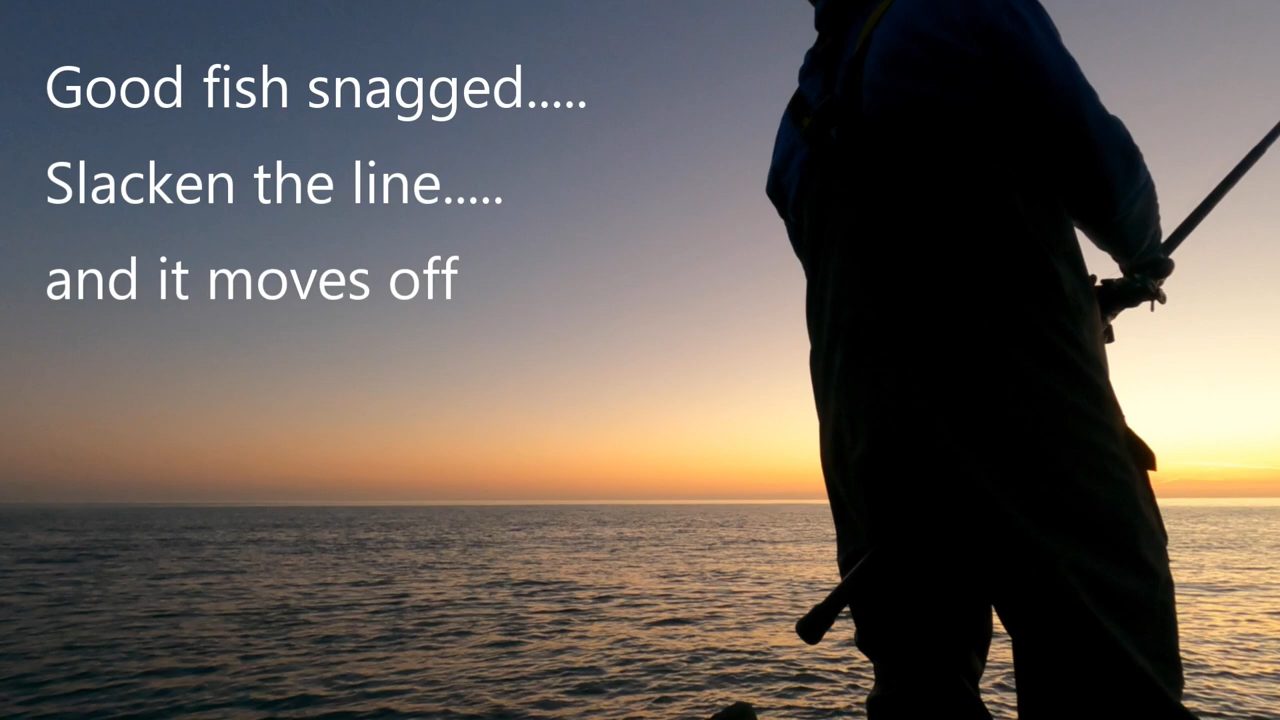 Good fish snagged.....
Slacken the line.....
and it moves off